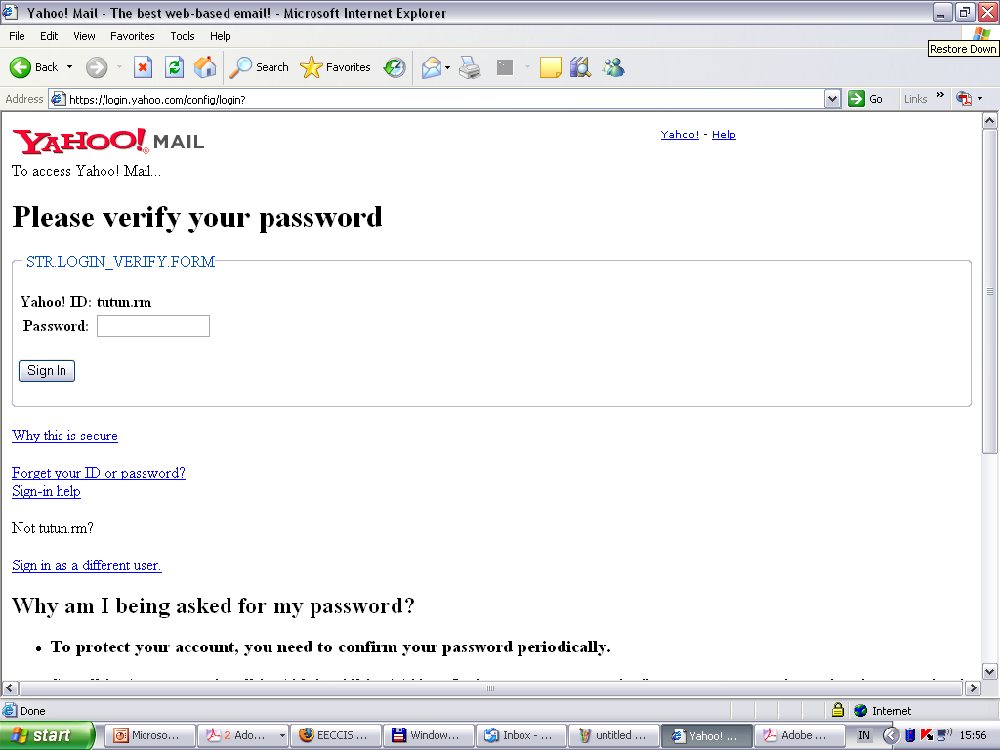 Yahoo! Mail - The best web-based email! - Microsoft Internet Explorer
File Edit View Favorites Tools Help
Restore Down
Back Search Favorites
Address https://login.yahoo.com/config/login? Go Links »
YAHOO!® MAIL Yahoo! - Help
To access Yahoo! Mail...
Please verify your password
STR.LOGIN_VERIFY.FORM
Yahoo! ID: tutun.rm
Password:
Sign In
Why this is secure
Forget your ID or password?
Sign-in help
Not tutun.rm?
Sign in as a different user.
Why am I being asked for my password?
• To protect your account, you need to confirm your password periodically.
Done Internet
start Microso... 2 Ado... EECCIS ... Window... Inbox - ... untitled ... Yahoo! ... Adobe ... IN 15:56